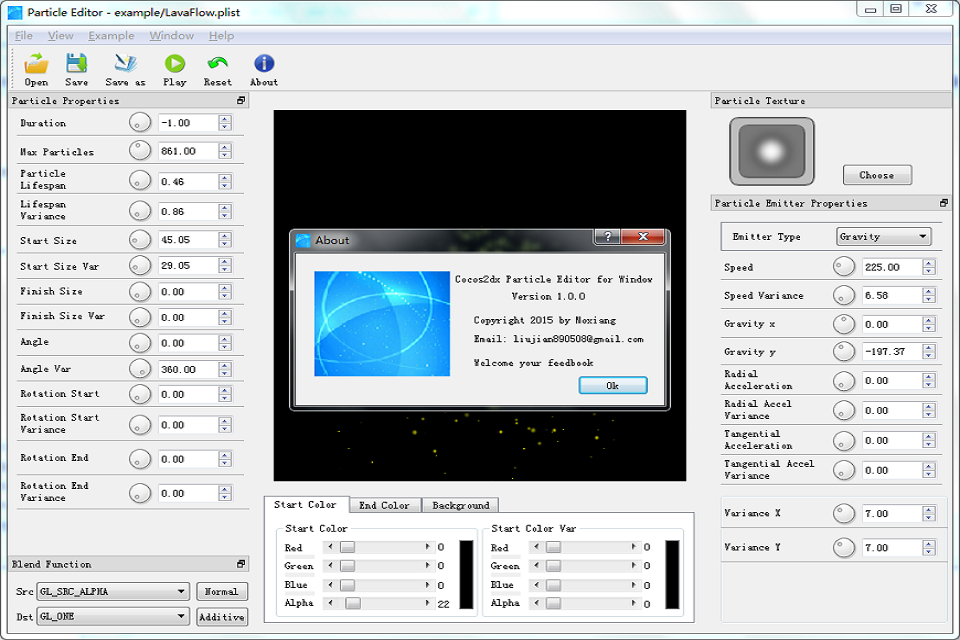 Particle Editor - example/LavaFlow.plist
File View Example Window Help
Open Save Save as Play Reset About
Particle Properties
Duration -1.00
Max Particles 861.00
Particle
Lifespan 0.46
Lifespan
Variance 0.86
Start Size 45.05
Start Size Var 29.05
Finish Size 0.00
Finish Size Var 0.00
Angle 0.00
Angle Var 360.00
Rotation Start 0.00
Rotation Start
Variance 0.00
Rotation End 0.00
Rotation End
Variance 0.00
Blend Function
Src GL_SRC_ALPHA Normal
Dst GL_ONE Additive
About
Cocos2dx Particle Editor for Window
Version 1.0.0
Copyright 2015 by Noxiang
Email: liujian890508@gmail.com
Welcome your feedbook
Ok
Start Color End Color Background
Start Color
Red 0
Green 0
Blue 0
Alpha 22
Start Color Var
Red 0
Green 0
Blue 0
Alpha 0
Particle Texture
Choose
Particle Emitter Properties
Emitter Type Gravity
Speed 225.00
Speed Variance 6.58
Gravity x 0.00
Gravity y -197.37
Radial
Acceleration 0.00
Radial Accel
Variance 0.00
Tangential
Acceleration 0.00
Tangential Accel
Variance 0.00
Variance X 7.00
Variance Y 7.00